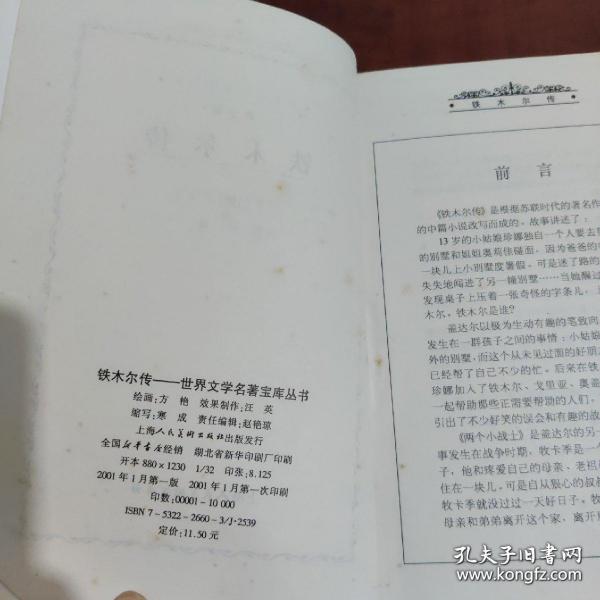 铁木尔传
铁木尔传——世界文学名著宝库丛书
绘画:方 艳 效果制作:汪 英
缩写:寒 成 责任编辑:赵艳琼
上海人民美术出版社出版发行
全国新华书店经销 湖北省新华印刷厂印刷
开本 880×1230 1/32 印张:8.125
2001年1月第一版 2001年1月第一次印刷
印数:00001-10 000
ISBN 7-5322-2660-3/J·2539
定价:11.50 元
铁木尔传
前言
《铁木尔传》是根据苏联时代的著名作
的中篇小说改写而成的。故事讲述了:
13岁的小姑娘珍娜独自一个人要去
的别墅和姐姐奥莉佳碰面,因为爸爸的
一块儿上小别墅度暑假。可是迷了路的
失失地闯进了另一幢别墅……当她醒过
发现桌子上压着一张奇怪的字条儿,
木尔。铁木尔是谁?
盖达尔以极为生动有趣的笔致向
发生在一群孩子之间的事情:小姑娘
外的别墅,而这个从未见过面的好朋
已经帮了自己不少的忙。后来在铁
珍娜加入了铁木尔、戈里亚、奥
一起帮助那些正需要帮助的人们,
引出了不少好笑的误会和有趣的故
《两个小战士》是盖达尔的另
事发生在战争时期,牧卡季是一
子,他和疼爱自己的母亲、老祖
住在一块儿。可是自从狠心的叔
牧卡季就没过过一天好日子。
母亲和弟弟离开这个家,离开
孔夫子旧书网
www.kongfz.com